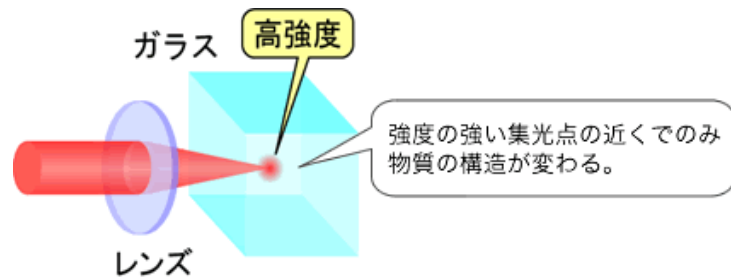 高強度
ガラス
強度の強い集光点の近くでのみ
物質の構造が変わる。
レンズ